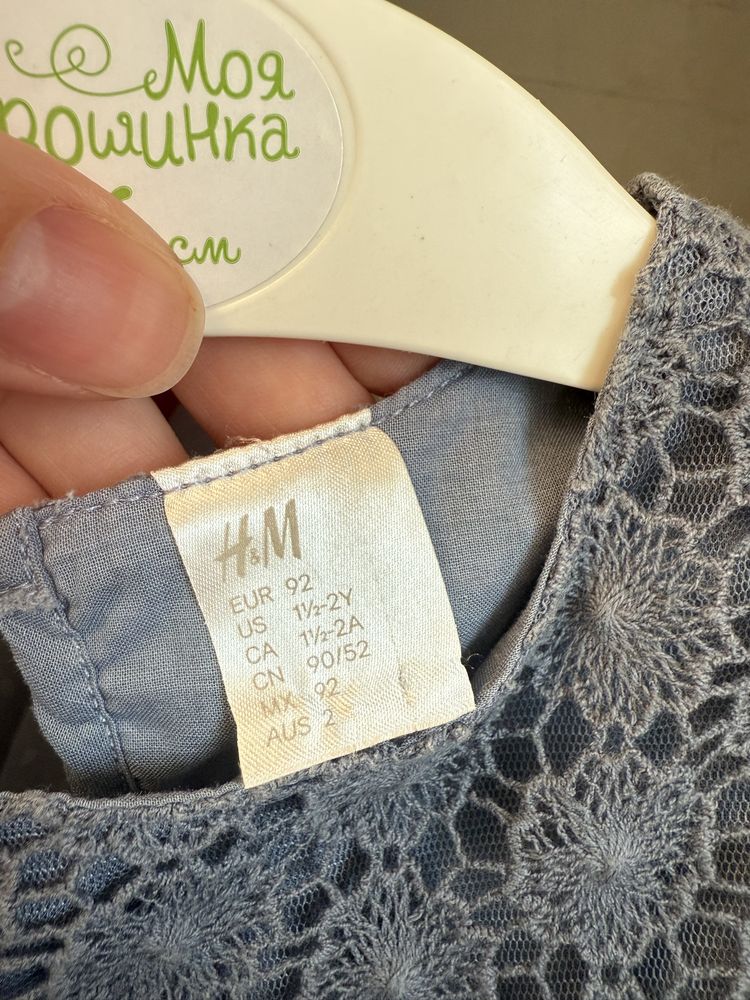 Моя
рошинка
см
H&M
EUR 92
US 1½-2Y
CA 1½-2A
CN 90/52
MX 92
AUS 2